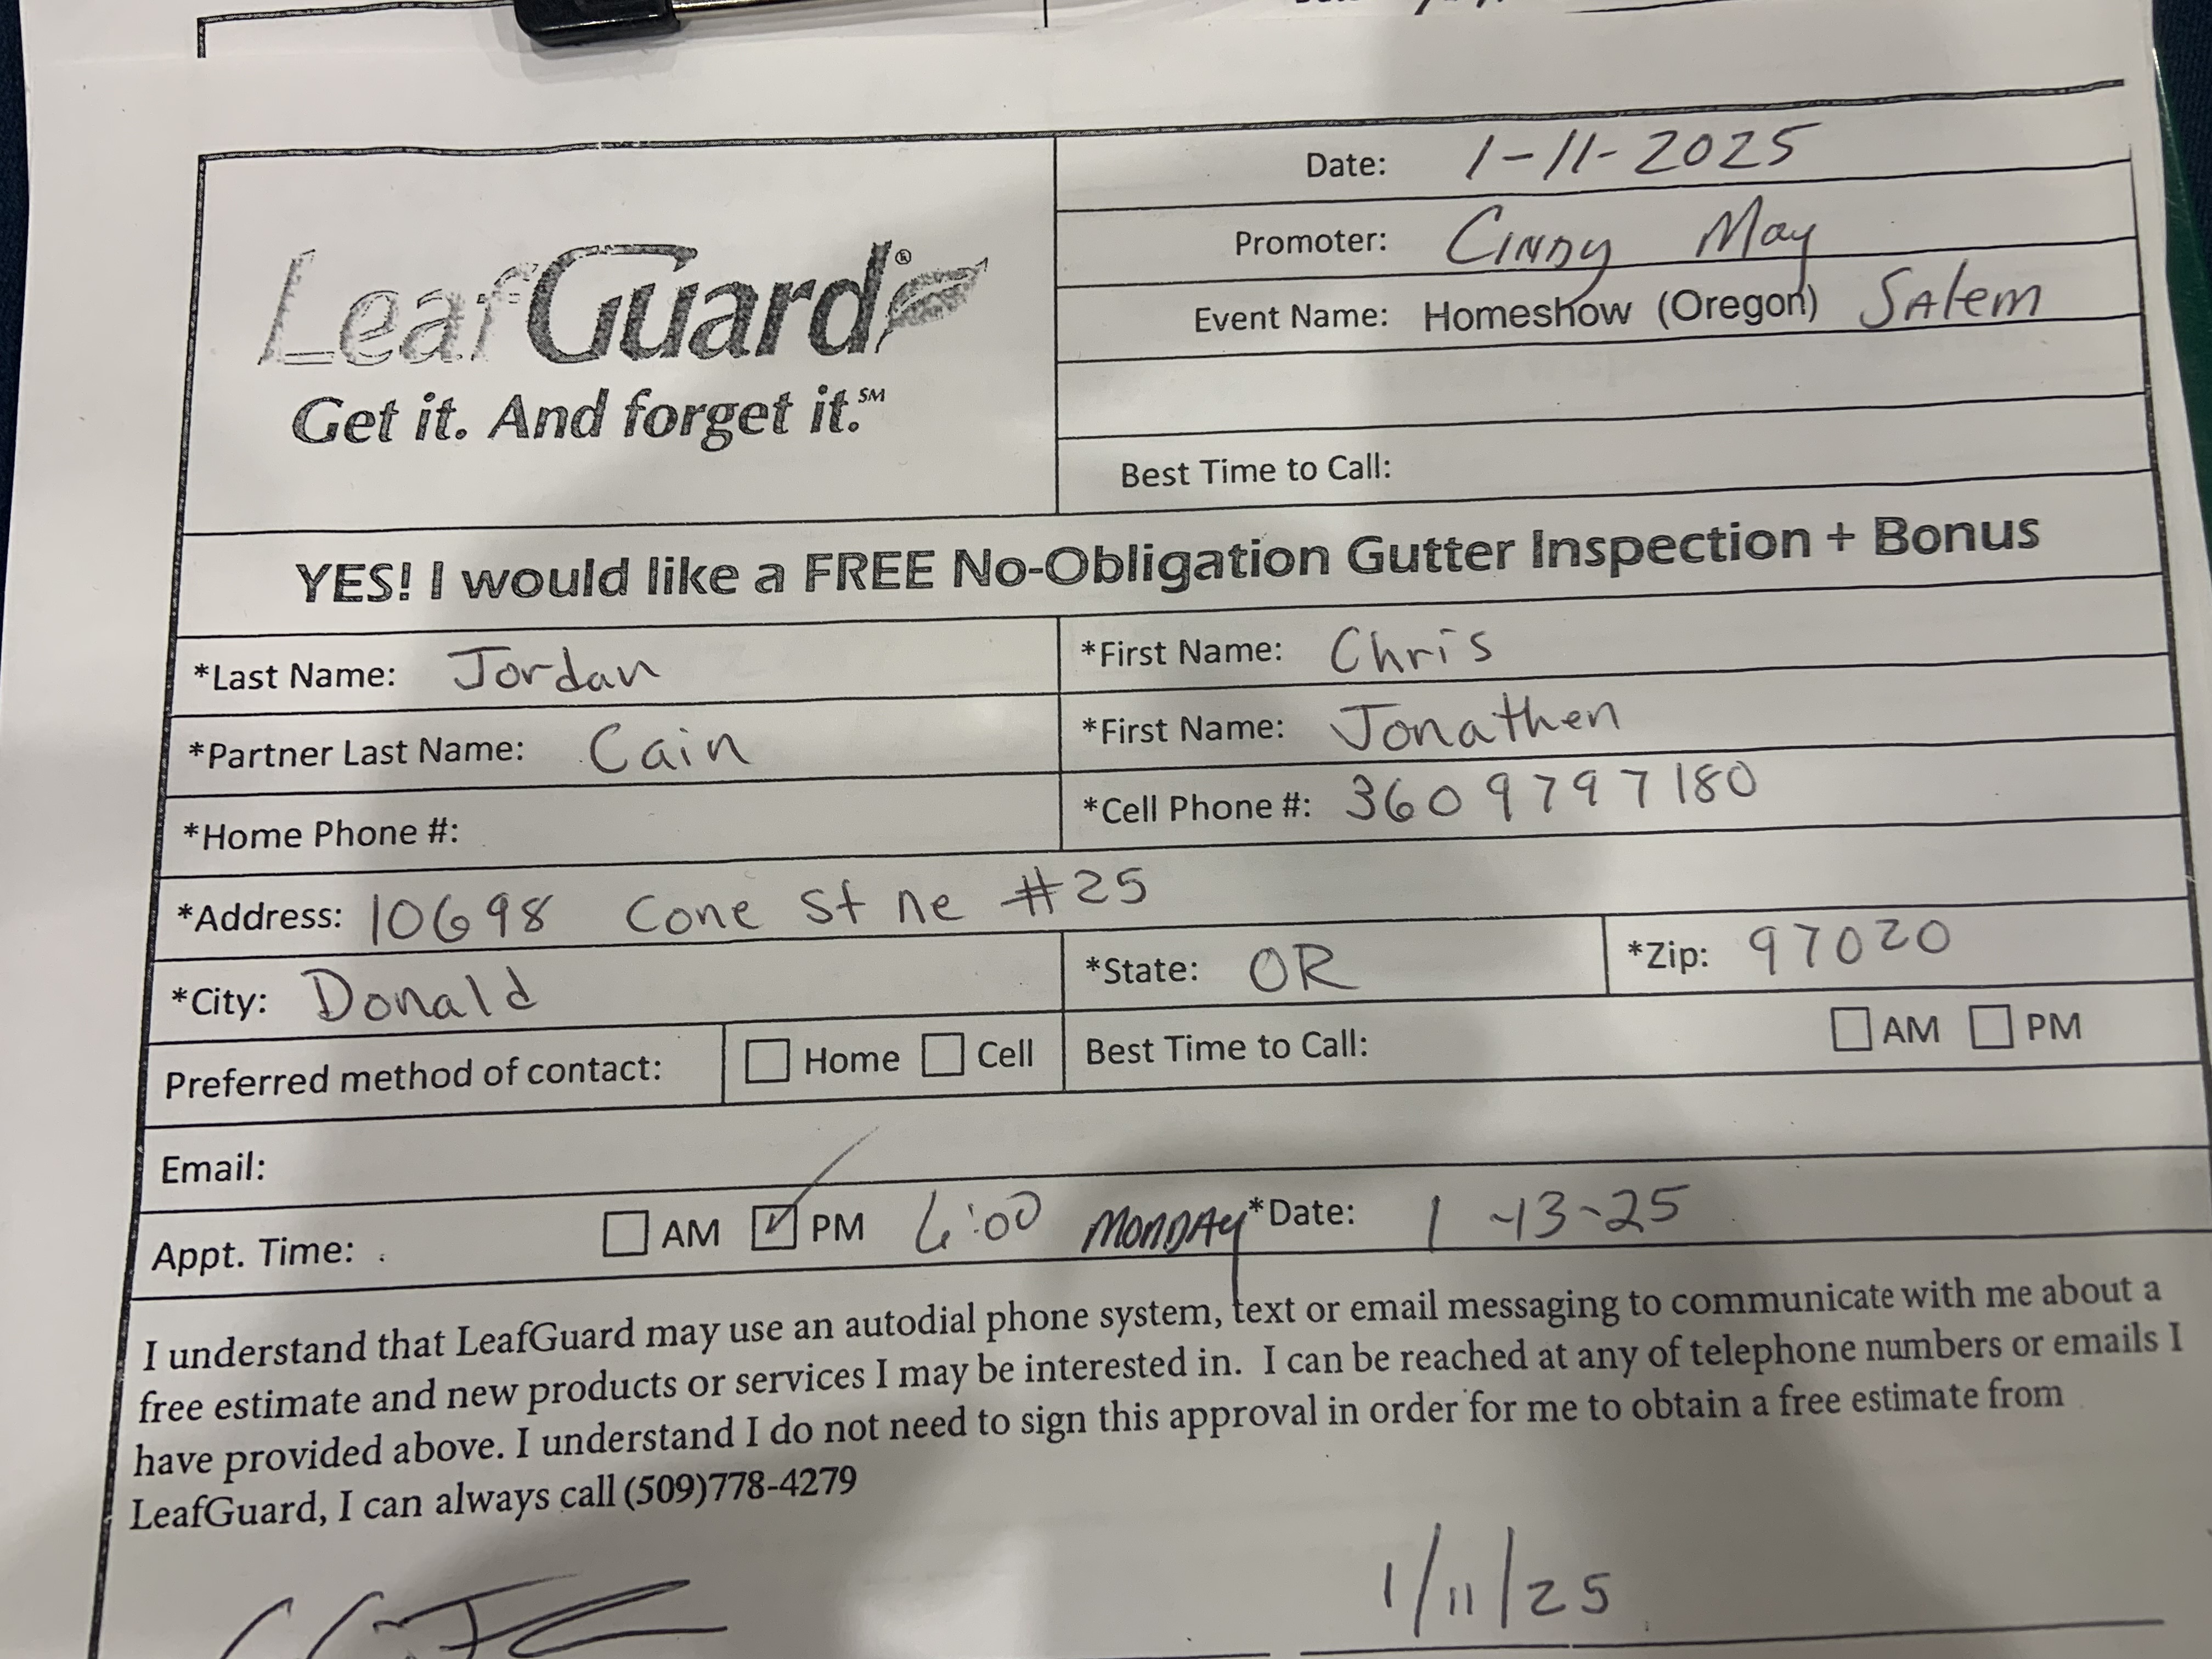 LeafGuard®
Get it. And forget it.℠
Date: 1-11-2025
Promoter: Cindy May
Event Name: Homeshow (Oregon) Salem
Best Time to Call:
YES! I would like a FREE No-Obligation Gutter Inspection + Bonus
*Last Name: Jordan *First Name: Chris
*Partner Last Name: Cain *First Name: Jonathen
*Home Phone #: *Cell Phone #: 360 979 7180
*Address: 10698 Cone St ne #25
*City: Donald *State: OR *Zip: 97020
Preferred method of contact: Home Cell Best Time to Call: AM PM
Email:
Appt. Time: AM PM 6:00 Monday *Date: 1-13-25
I understand that LeafGuard may use an autodial phone system, text or email messaging to communicate with me about a
free estimate and new products or services I may be interested in. I can be reached at any of telephone numbers or emails I
have provided above. I understand I do not need to sign this approval in order for me to obtain a free estimate from
LeafGuard, I can always call (509)778-4279
1/11/25